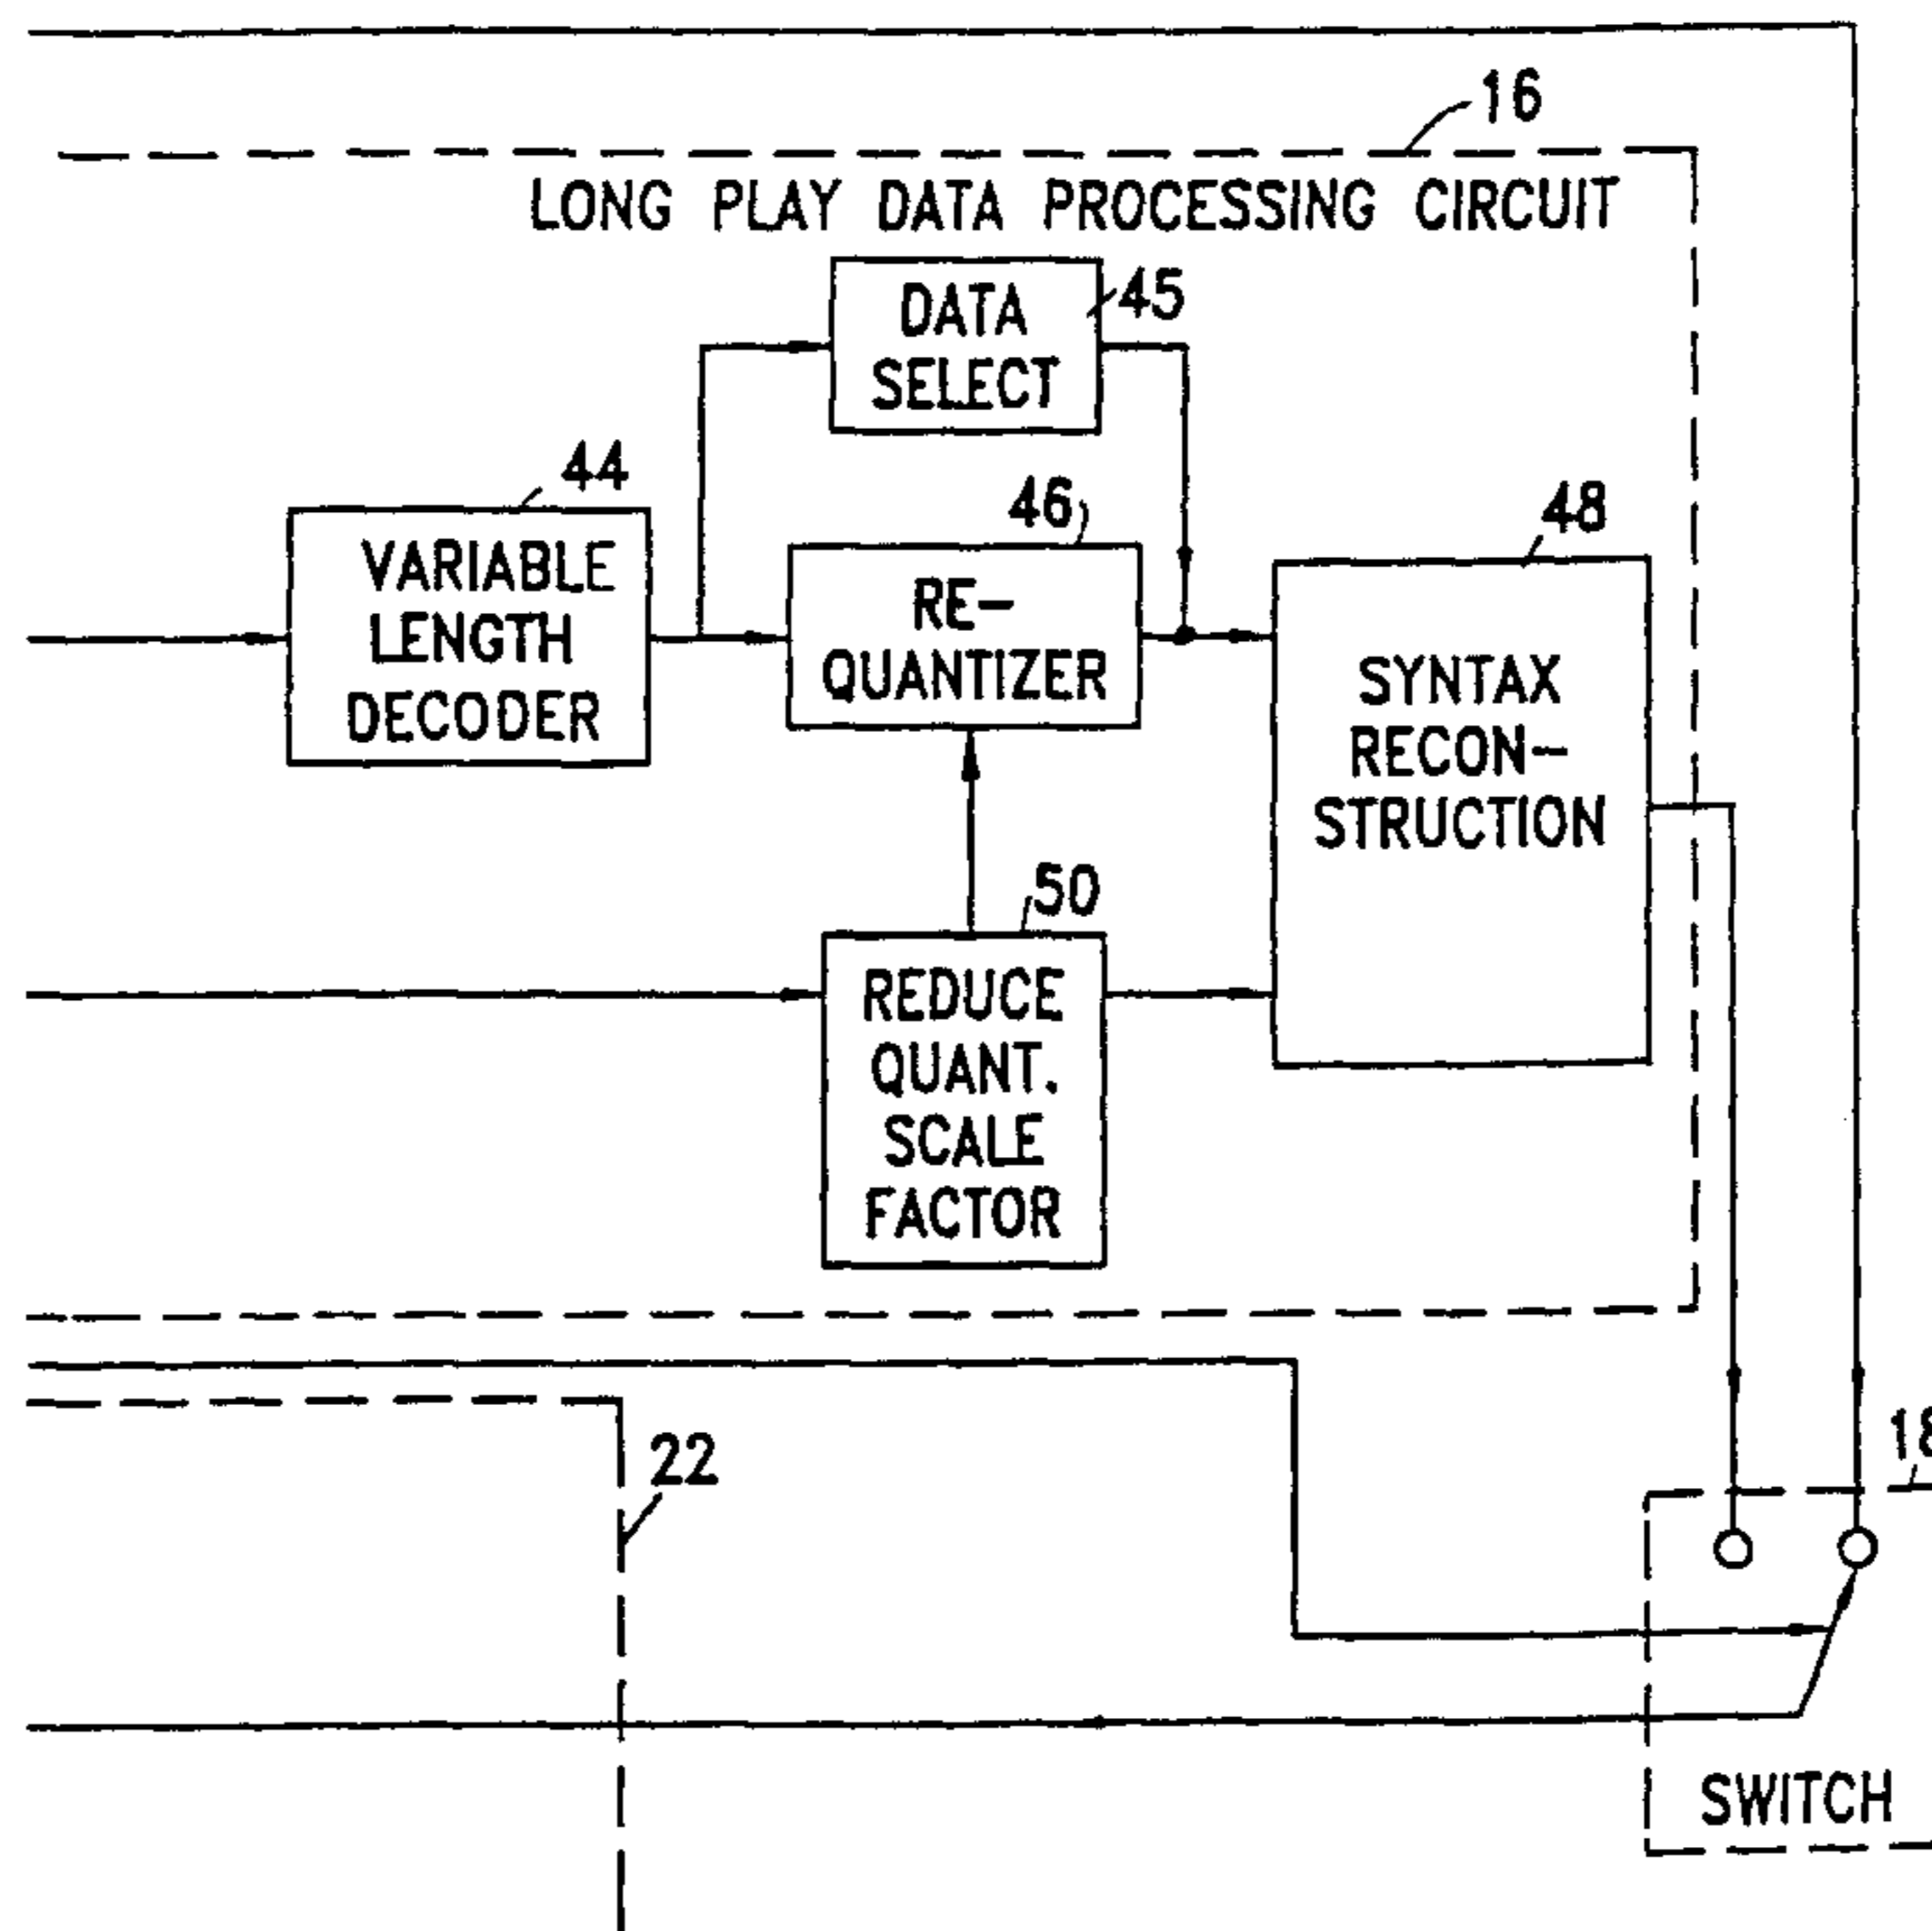 16
LONG PLAY DATA PROCESSING CIRCUIT
DATA
SELECT
45
44
VARIABLE
LENGTH
DECODER
46
RE-
QUANTIZER
48
SYNTAX
RECON-
STRUCTION
50
REDUCE
QUANT.
SCALE
FACTOR
22
18
SWITCH